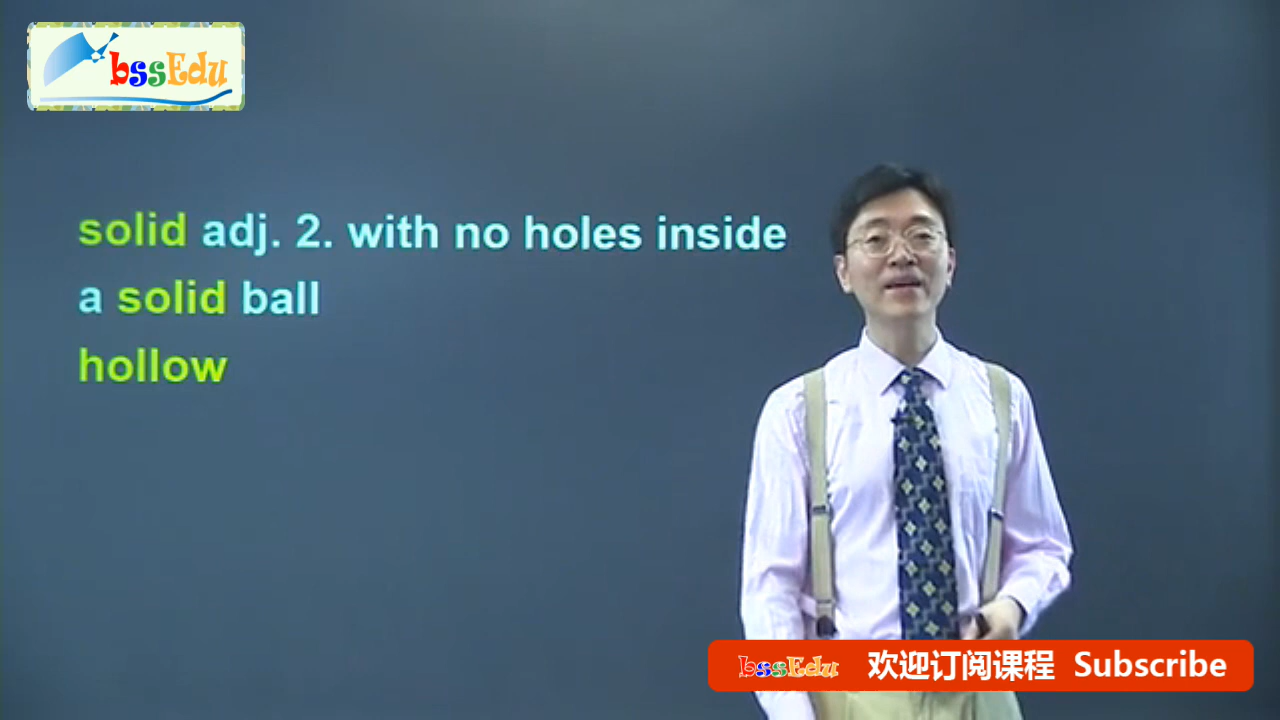 bssEdu
solid adj. 2. with no holes inside
a solid ball
hollow
bssEdu 欢迎订阅课程 Subscribe